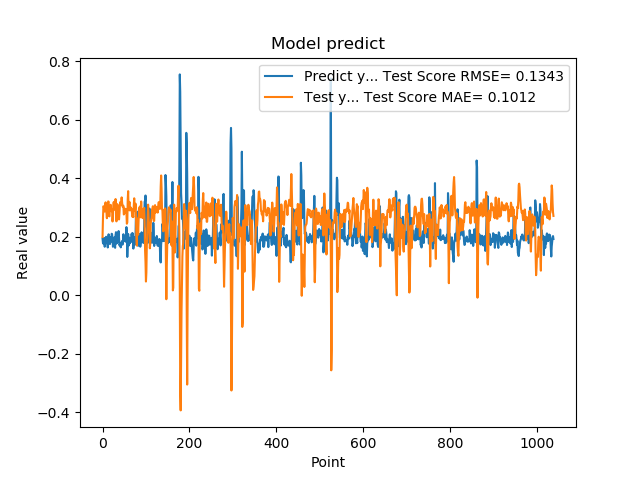 Model predict
Predict y... Test Score RMSE= 0.1343
Test y... Test Score MAE= 0.1012
0.8
0.6
0.4
0.2
0.0
−0.2
−0.4
Real value
0 200 400 600 800 1000
Point